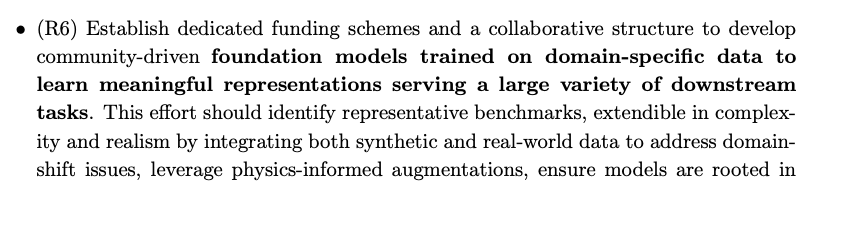 • (R6) Establish dedicated funding schemes and a collaborative structure to develop
community-driven foundation models trained on domain-specific data to
learn meaningful representations serving a large variety of downstream
tasks. This effort should identify representative benchmarks, extendible in complex-
ity and realism by integrating both synthetic and real-world data to address domain-
shift issues, leverage physics-informed augmentations, ensure models are rooted in